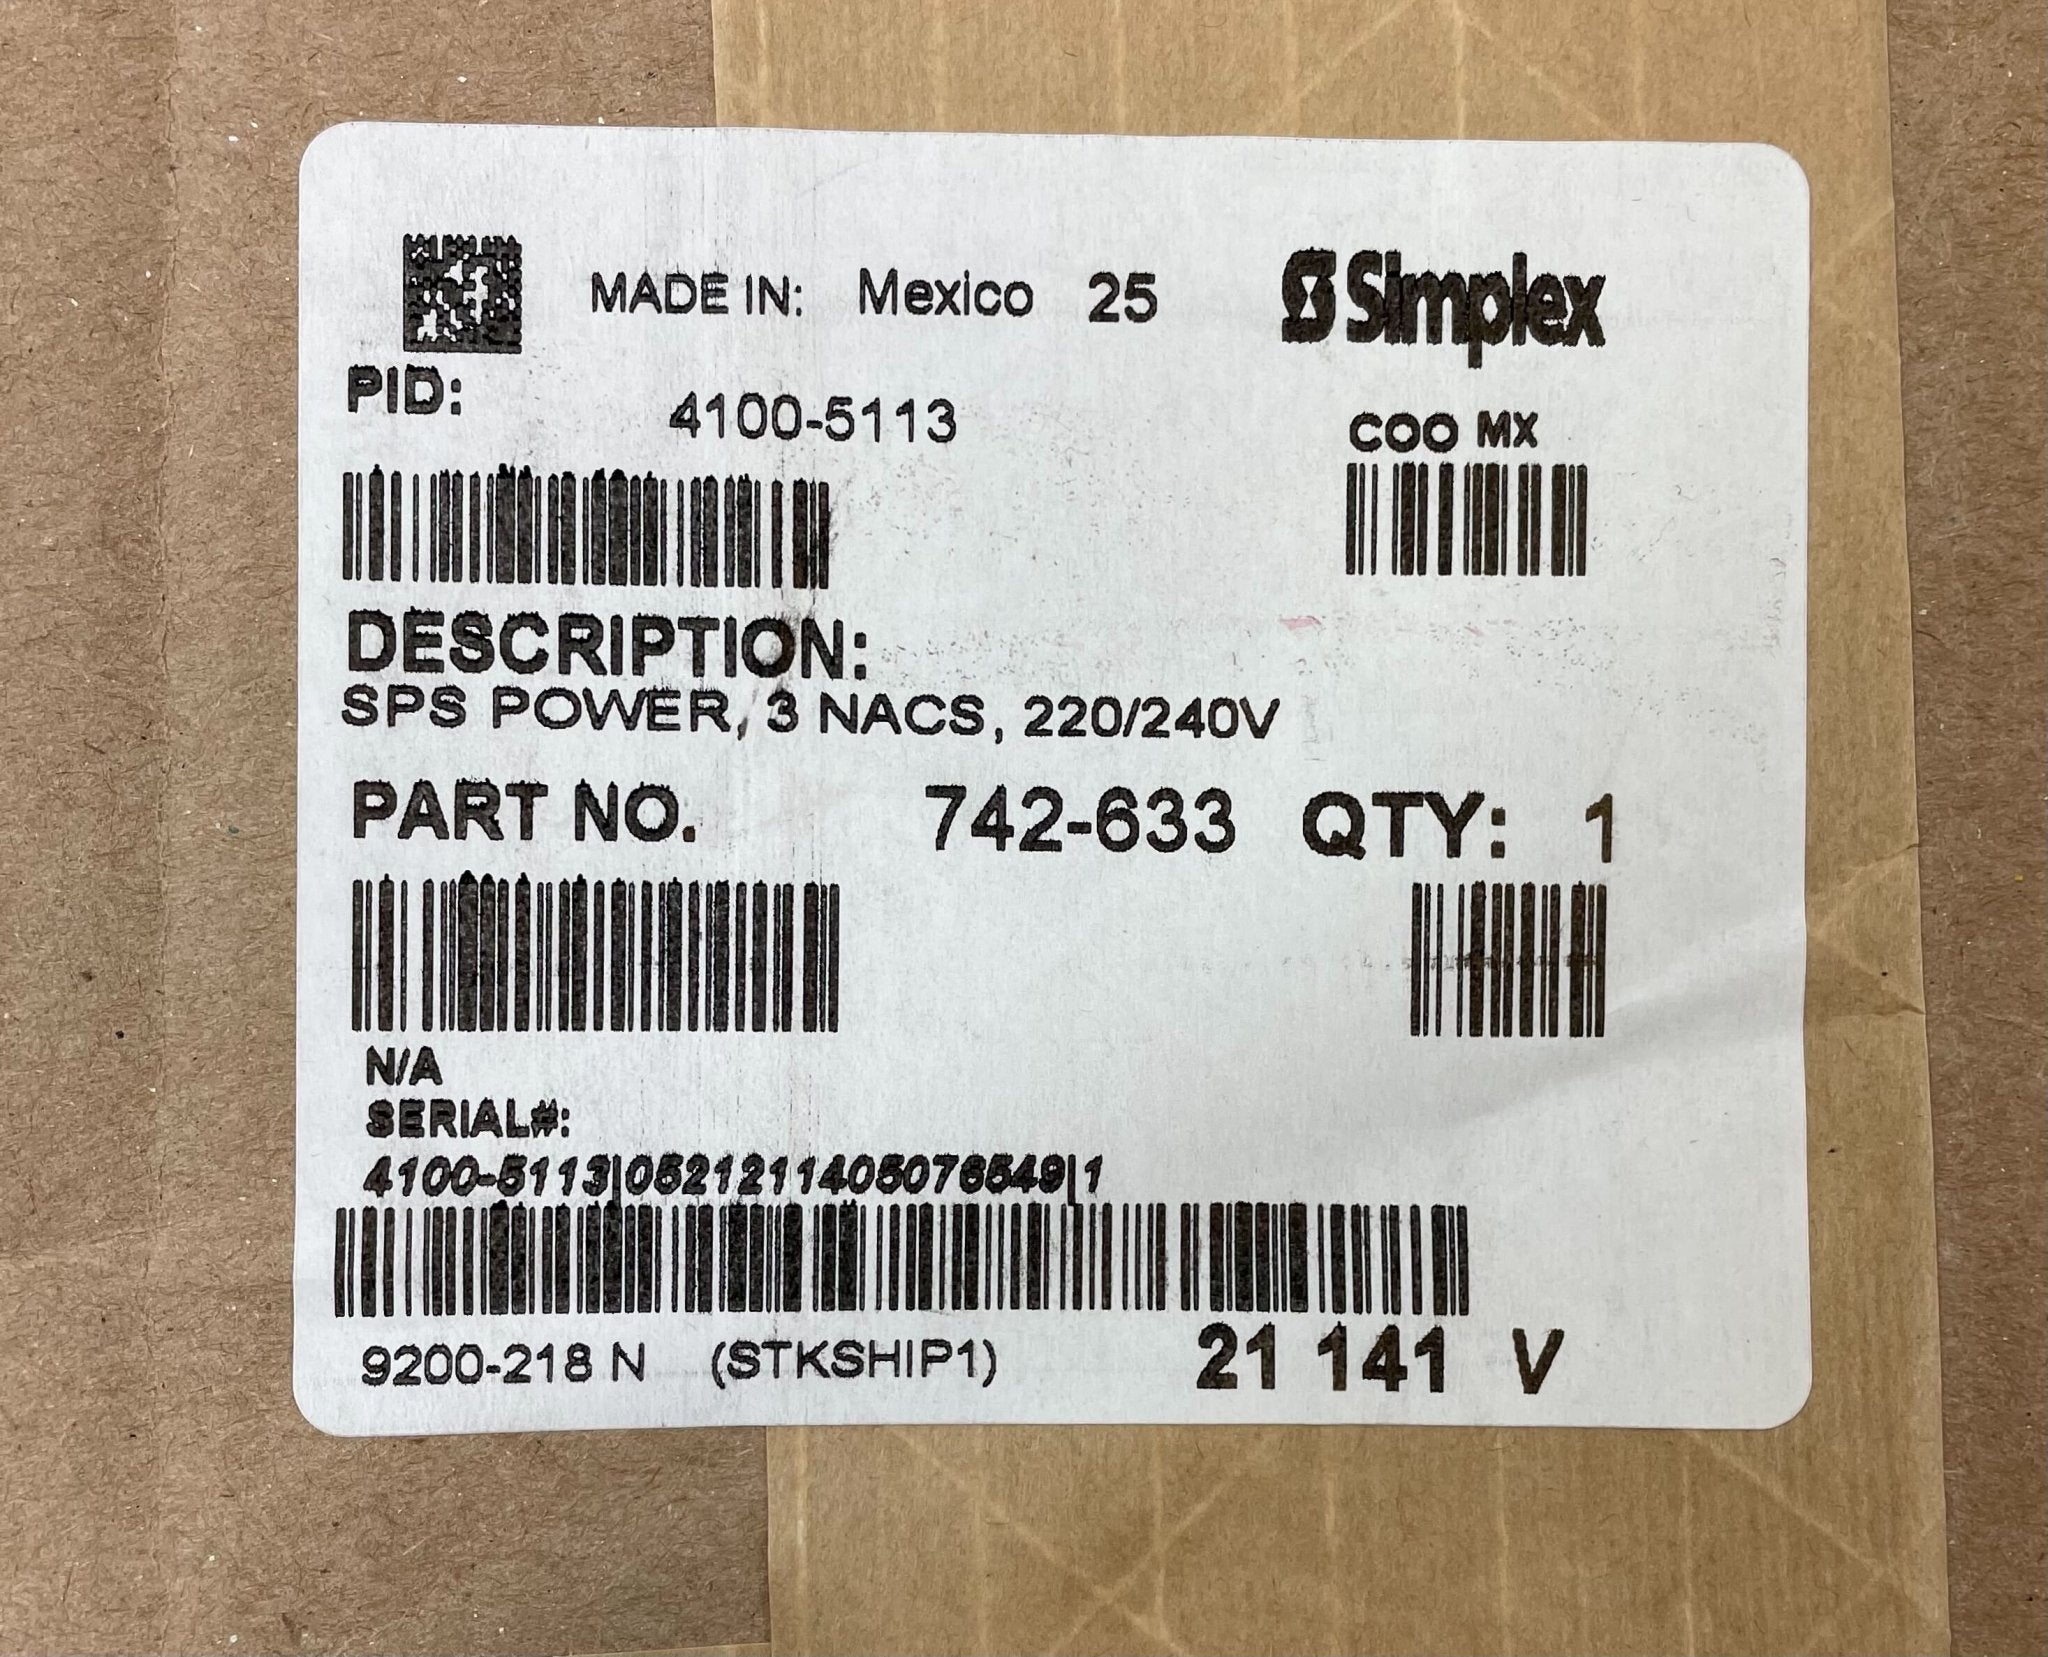 MADE IN: Mexico 25 Simplex
PID: 4100-5113
COO MX
DESCRIPTION:
SPS POWER, 3 NACS, 220/240V
PART NO. 742-633 QTY: 1
N/A
SERIAL#:
4100-5113|0521211405076549|1
9200-218 N (STKSHIP1) 21 141 V